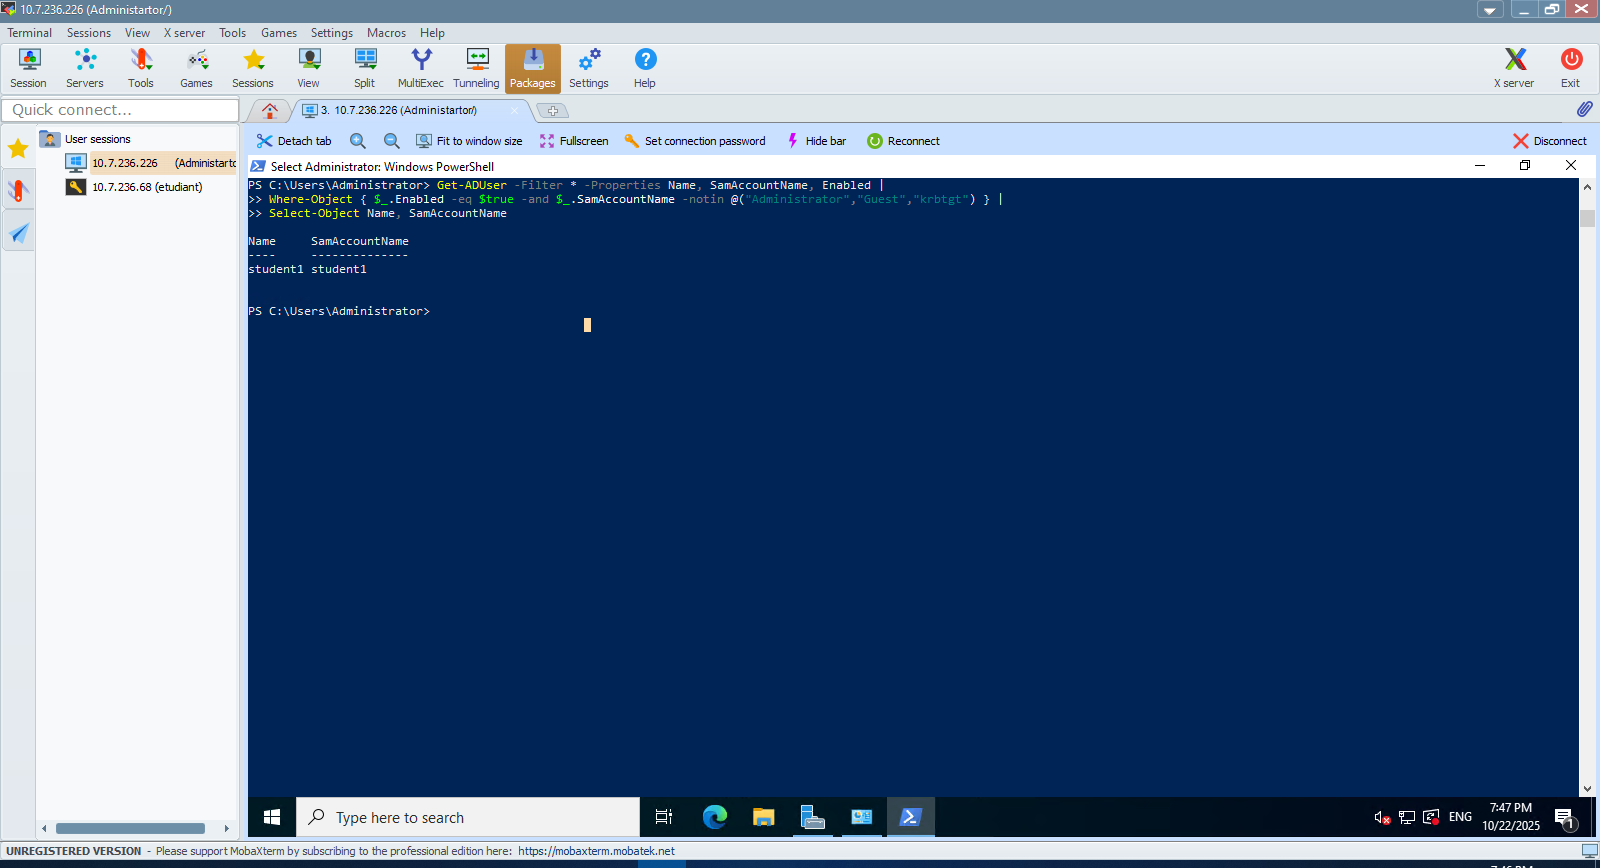 10.7.236.226 (Administartor/)
Terminal Sessions View X server Tools Games Settings Macros Help
Session Servers Tools Games Sessions View Split MultiExec Tunneling Packages Settings Help X server Exit
Quick connect...
3. 10.7.236.226 (Administartor/)
User sessions
10.7.236.226 (Administarto
10.7.236.68 (etudiant)
Detach tab Fit to window size Fullscreen Set connection password Hide bar Reconnect Disconnect
Select Administrator: Windows PowerShell
PS C:\Users\Administrator> Get-ADUser -Filter * -Properties Name, SamAccountName, Enabled |
>> Where-Object { $_.Enabled -eq $true -and $_.SamAccountName -notin @("Administrator","Guest","krbtgt") } |
>> Select-Object Name, SamAccountName
Name SamAccountName
---- --------------
student1 student1
PS C:\Users\Administrator>
Type here to search
ENG
7:47 PM
10/22/2025
1
UNREGISTERED VERSION - Please support MobaXterm by subscribing to the professional edition here: https://mobaxterm.mobatek.net